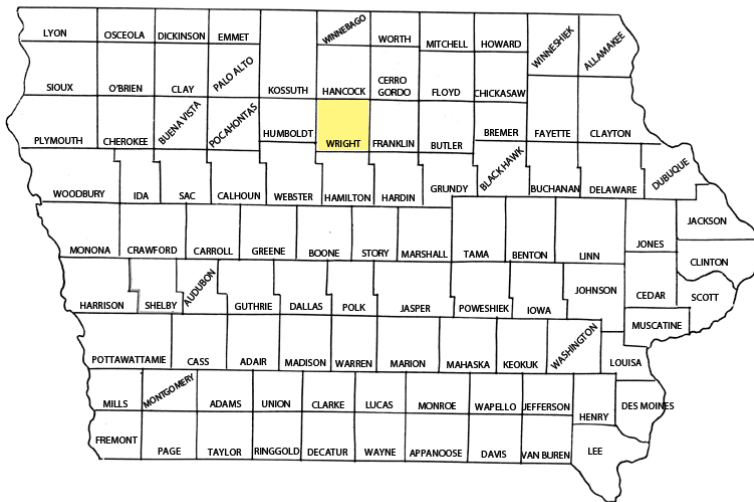 LYON OSCEOLA DICKINSON EMMET WINNEBAGO WORTH MITCHELL HOWARD WINNESHIEK ALLAMAKEE
SIOUX O'BRIEN CLAY PALO ALTO KOSSUTH HANCOCK CERRO GORDO FLOYD CHICKASAW
PLYMOUTH CHEROKEE BUENA VISTA POCAHONTAS HUMBOLDT WRIGHT FRANKLIN BUTLER BREMER FAYETTE CLAYTON
WOODBURY IDA SAC CALHOUN WEBSTER HAMILTON HARDIN GRUNDY BLACK HAWK BUCHANAN DELAWARE DUBUQUE
MONONA CRAWFORD CARROLL GREENE BOONE STORY MARSHALL TAMA BENTON LINN JONES JACKSON
CLINTON
HARRISON SHELBY AUDUBON GUTHRIE DALLAS POLK JASPER POWESHIEK IOWA JOHNSON CEDAR SCOTT
MUSCATINE
POTTAWATTAMIE CASS ADAIR MADISON WARREN MARION MAHASKA KEOKUK WASHINGTON LOUISA
MILLS MONTGOMERY ADAMS UNION CLARKE LUCAS MONROE WAPELLO JEFFERSON HENRY DES MOINES
FREMONT PAGE TAYLOR RINGGOLD DECATUR WAYNE APPANOOSE DAVIS VAN BUREN LEE